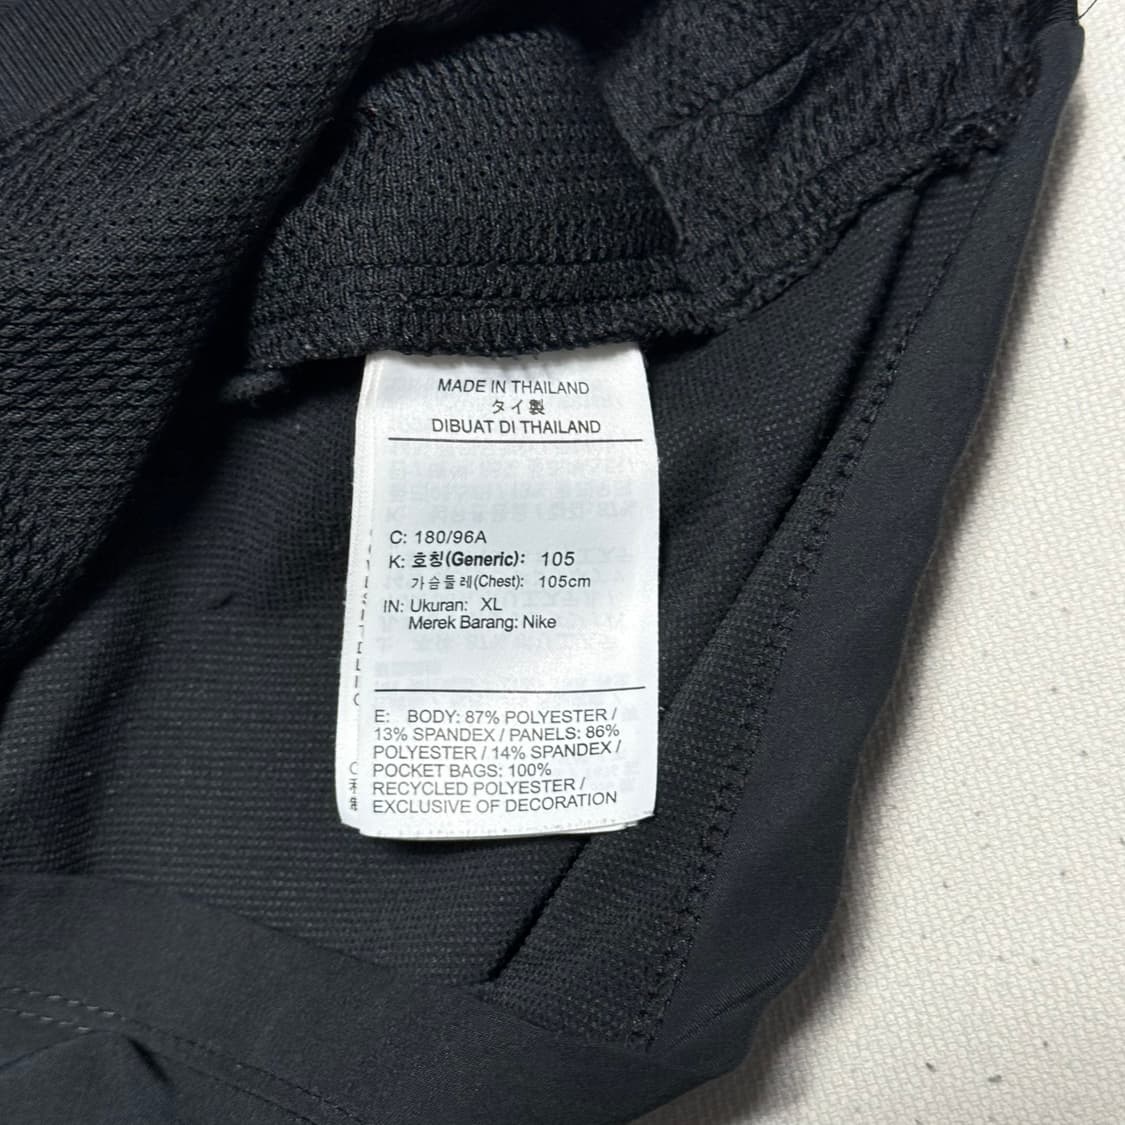 MADE IN THAILAND
タイ製
DIBUAT DI THAILAND
C: 180/96A
K: 호칭(Generic): 105
가슴둘레(Chest): 105cm
IN: Ukuran: XL
Merek Barang: Nike
E: BODY: 87% POLYESTER /
13% SPANDEX / PANELS: 86%
POLYESTER / 14% SPANDEX /
POCKET BAGS: 100%
RECYCLED POLYESTER /
EXCLUSIVE OF DECORATION